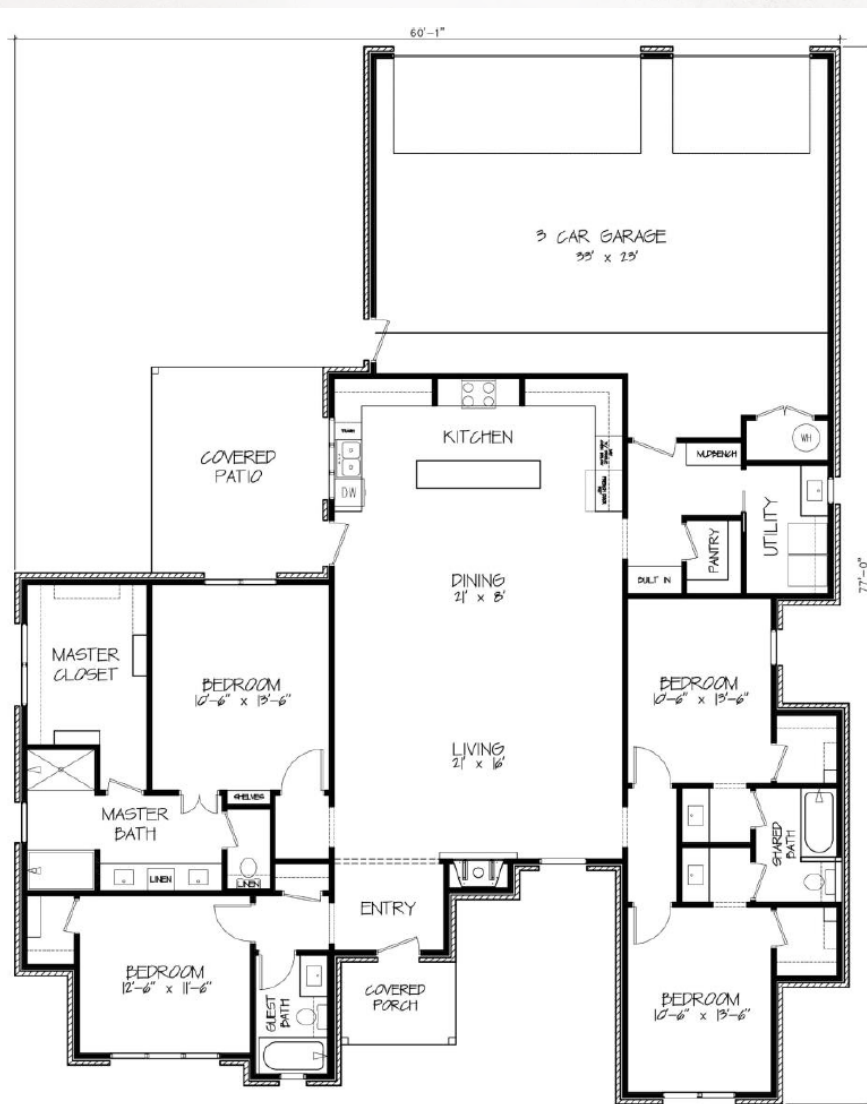 60'-1"
3 CAR GARAGE
33' x 23'
KITCHEN
COVERED
PATIO
DW
WH
MUDBENCH
UTILITY
PANTRY
BUILT IN
77'-0"
DINING
21' x 8'
MASTER
CLOSET
BEDROOM
10'-6" x 13'-6"
BEDROOM
10'-6" x 13'-6"
LIVING
21' x 16'
SHELVES
MASTER
BATH
LINEN
LINEN
SHARED
BATH
ENTRY
BEDROOM
12'-6" x 11'-6"
GUEST
BATH
COVERED
PORCH
BEDROOM
10'-6" x 13'-6"